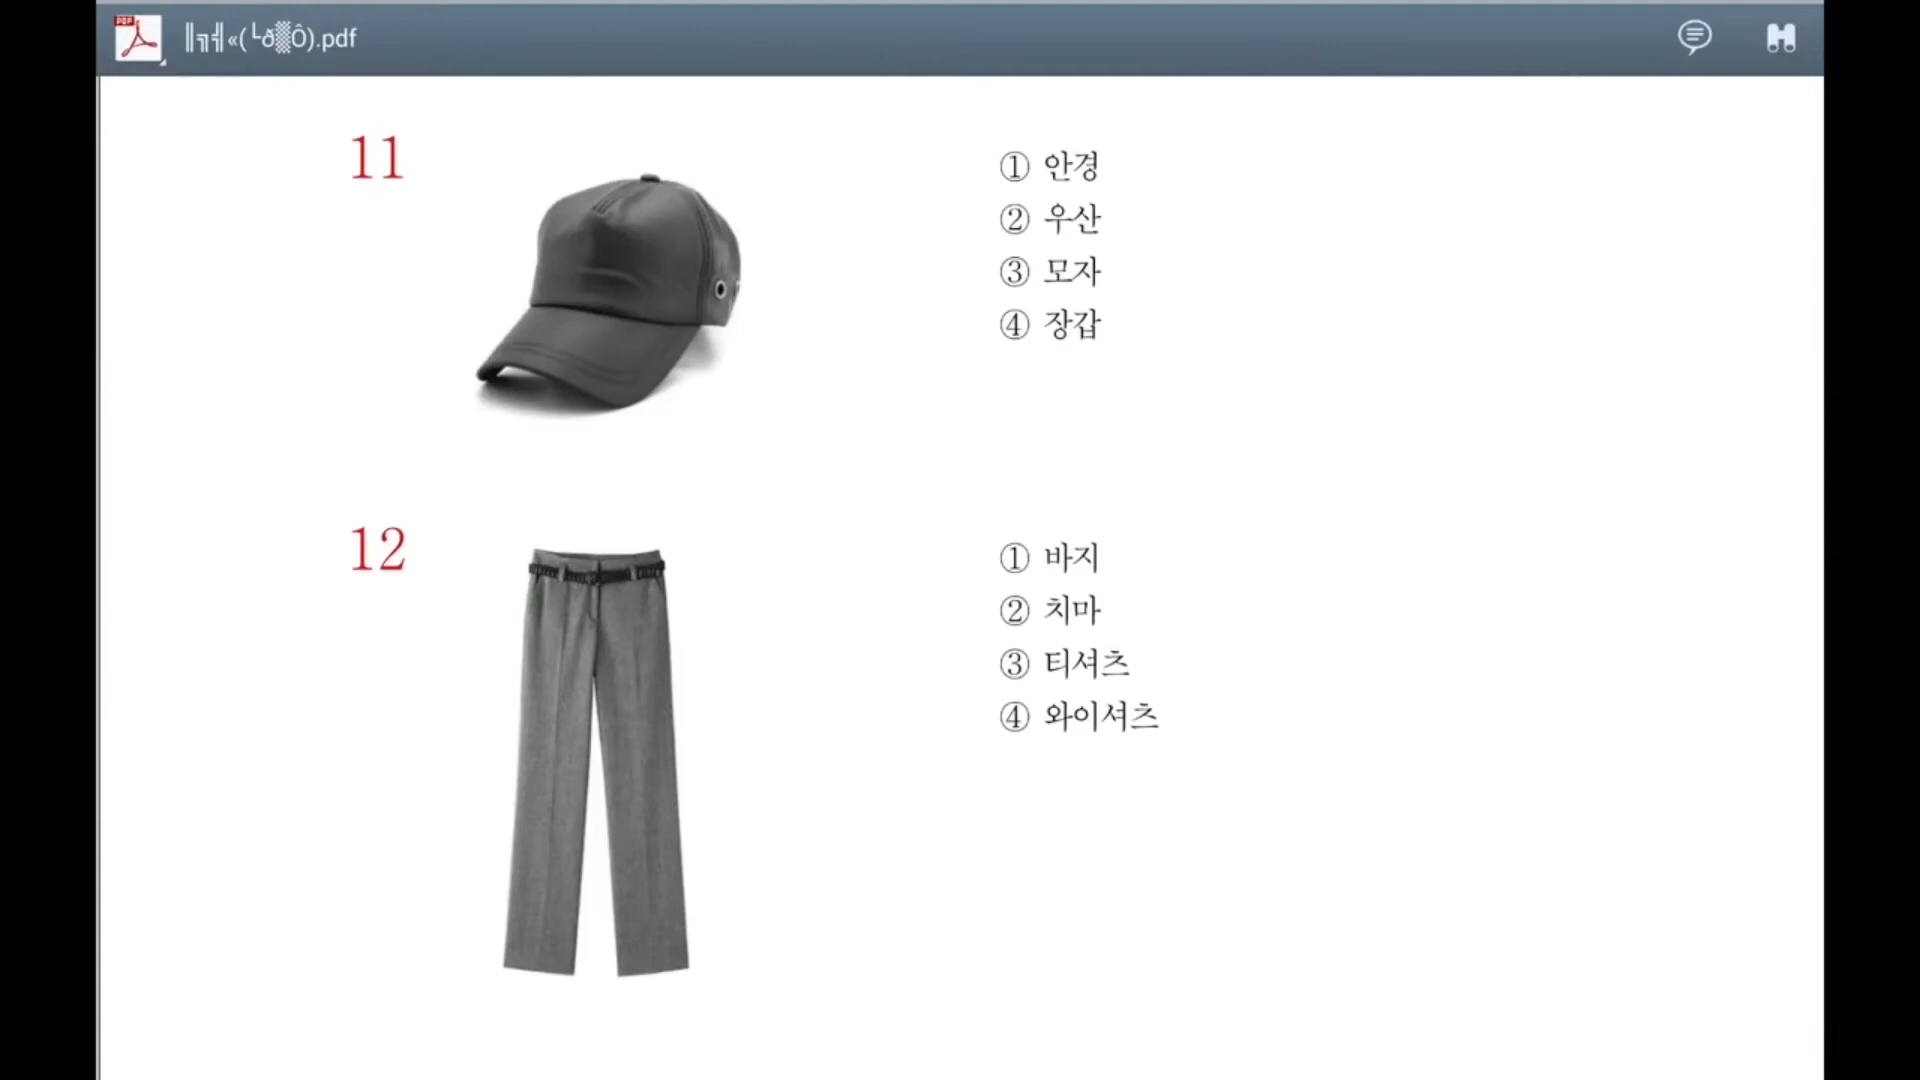 ║╗╣«(└ð▒Ô).pdf
11
① 안경
② 우산
③ 모자
④ 장갑
12
① 바지
② 치마
③ 티셔츠
④ 와이셔츠